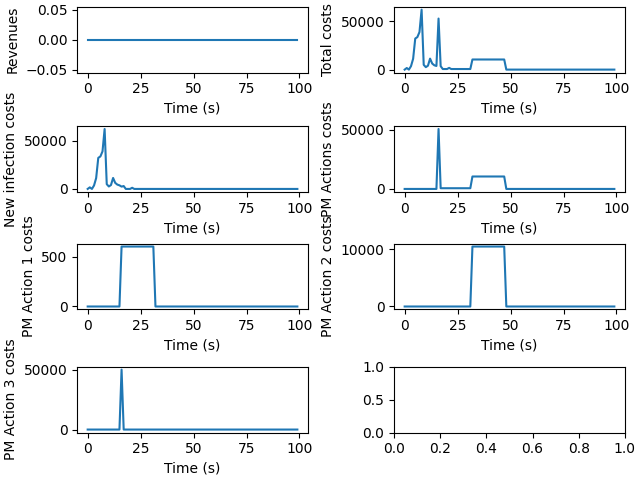 Revenues
0.05
0.00
−0.05
0 25 50 75 100
Time (s)
Total costs
50000
0
0 25 50 75 100
Time (s)
New infection costs
50000
0
0 25 50 75 100
Time (s)
PM Actions costs
50000
0
0 25 50 75 100
Time (s)
PM Action 1 costs
500
0
0 25 50 75 100
Time (s)
PM Action 2 costs
10000
0
0 25 50 75 100
Time (s)
PM Action 3 costs
50000
0
0 25 50 75 100
Time (s)
1.0
0.5
0.0
0.0 0.2 0.4 0.6 0.8 1.0